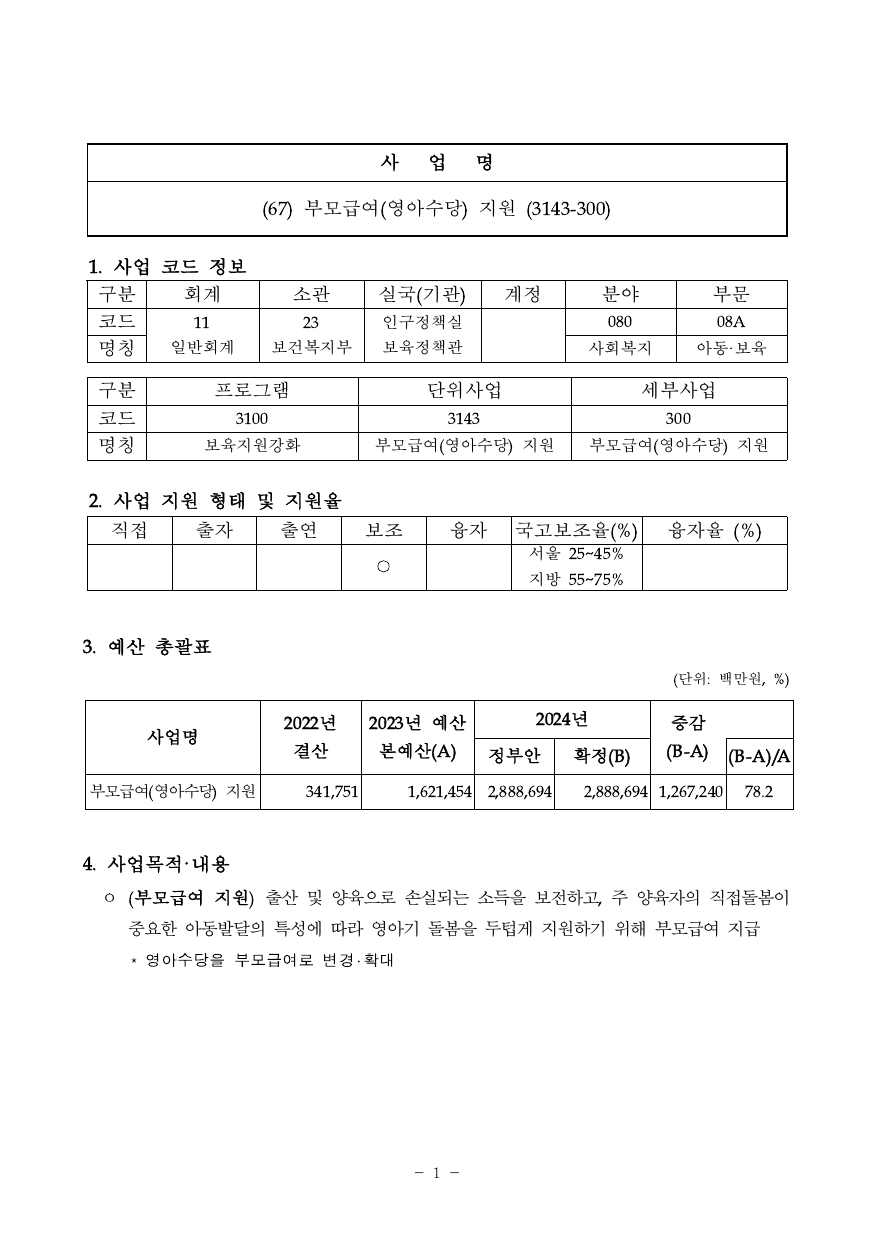 사 업 명
(67) 부모급여(영아수당) 지원 (3143-300)
1. 사업 코드 정보
구분 회계 소관 실국(기관) 계정 분야 부문
코드 11 23 인구정책실 080 08A
명칭 일반회계 보건복지부 보육정책관 사회복지 아동·보육
구분 프로그램 단위사업 세부사업
코드 3100 3143 300
명칭 보육지원강화 부모급여(영아수당) 지원 부모급여(영아수당) 지원
2. 사업 지원 형태 및 지원율
직접 출자 출연 보조 융자 국고보조율(%) 융자율 (%)
서울 25~45%
○
지방 55~75%
3. 예산 총괄표
(단위: 백만원, %)
사업명 2022년 2023년 예산 2024년 증감
결산 본예산(A) 정부안 확정(B) (B-A) (B-A)/A
부모급여(영아수당) 지원 341,751 1,621,454 2,888,694 2,888,694 1,267,240 78.2
4. 사업목적·내용
ㅇ (부모급여 지원) 출산 및 양육으로 손실되는 소득을 보전하고, 주 양육자의 직접돌봄이
중요한 아동발달의 특성에 따라 영아기 돌봄을 두텁게 지원하기 위해 부모급여 지급
* 영아수당을 부모급여로 변경·확대
- 1 -